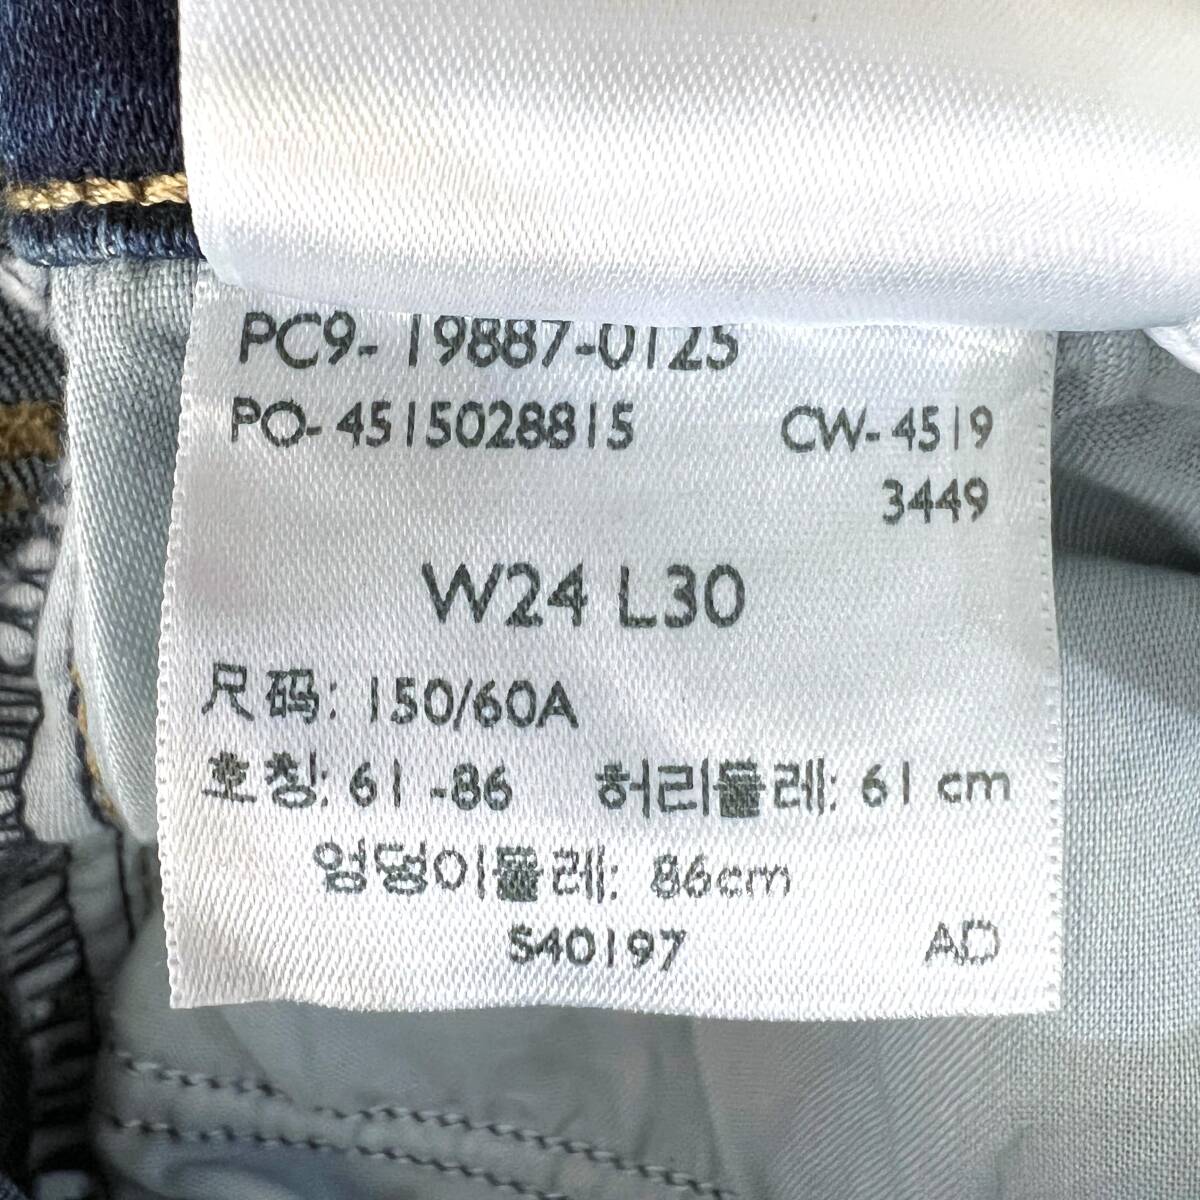 PC9-19887-0125
PO-4515028815 CW-4519
3449
W24 L30
尺码: 150/60A
호칭: 61 -86 허리둘레: 61 cm
엉덩이둘레: 86cm
S40197 AD